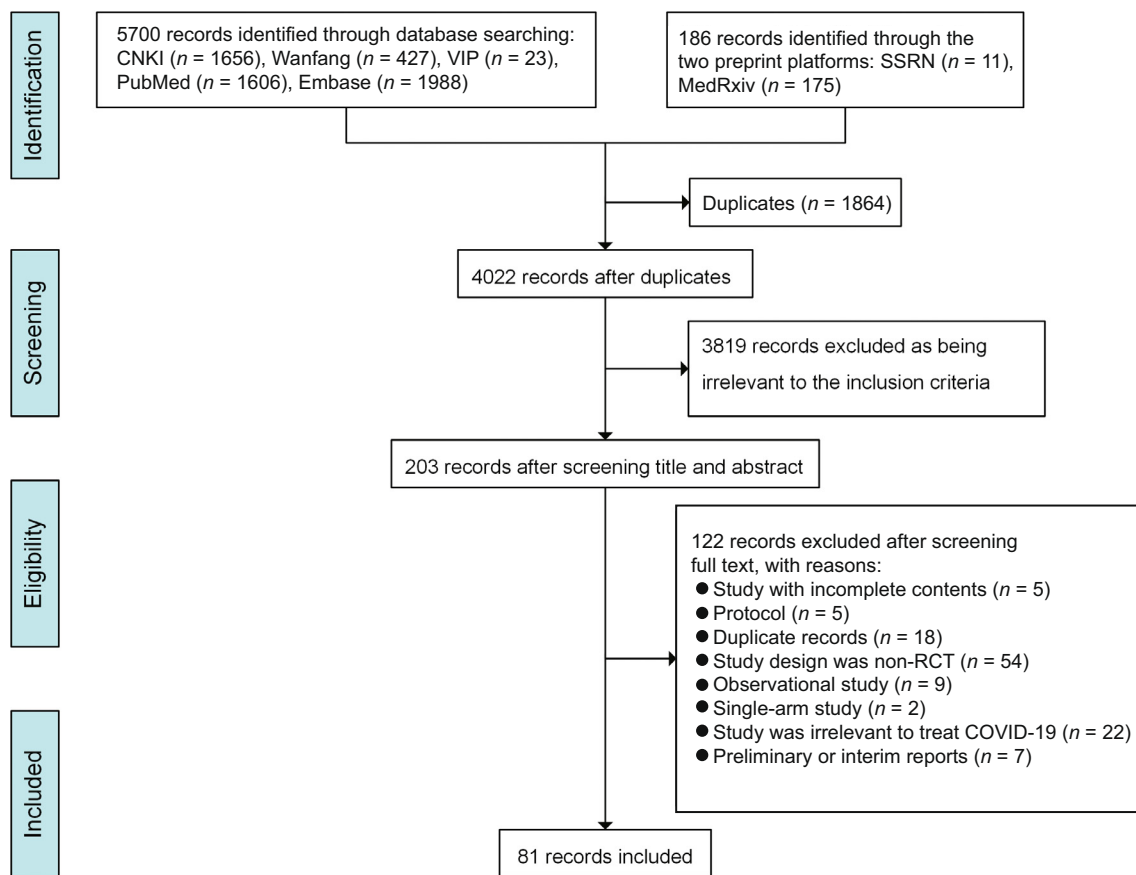 Identification
5700 records identified through database searching:
CNKI (n = 1656), Wanfang (n = 427), VIP (n = 23),
PubMed (n = 1606), Embase (n = 1988)
186 records identified through the
two preprint platforms: SSRN (n = 11),
MedRxiv (n = 175)
Duplicates (n = 1864)
Screening
4022 records after duplicates
3819 records excluded as being
irrelevant to the inclusion criteria
203 records after screening title and abstract
Eligibility
122 records excluded after screening
full text, with reasons:
● Study with incomplete contents (n = 5)
● Protocol (n = 5)
● Duplicate records (n = 18)
● Study design was non-RCT (n = 54)
● Observational study (n = 9)
● Single-arm study (n = 2)
● Study was irrelevant to treat COVID-19 (n = 22)
● Preliminary or interim reports (n = 7)
Included
81 records included